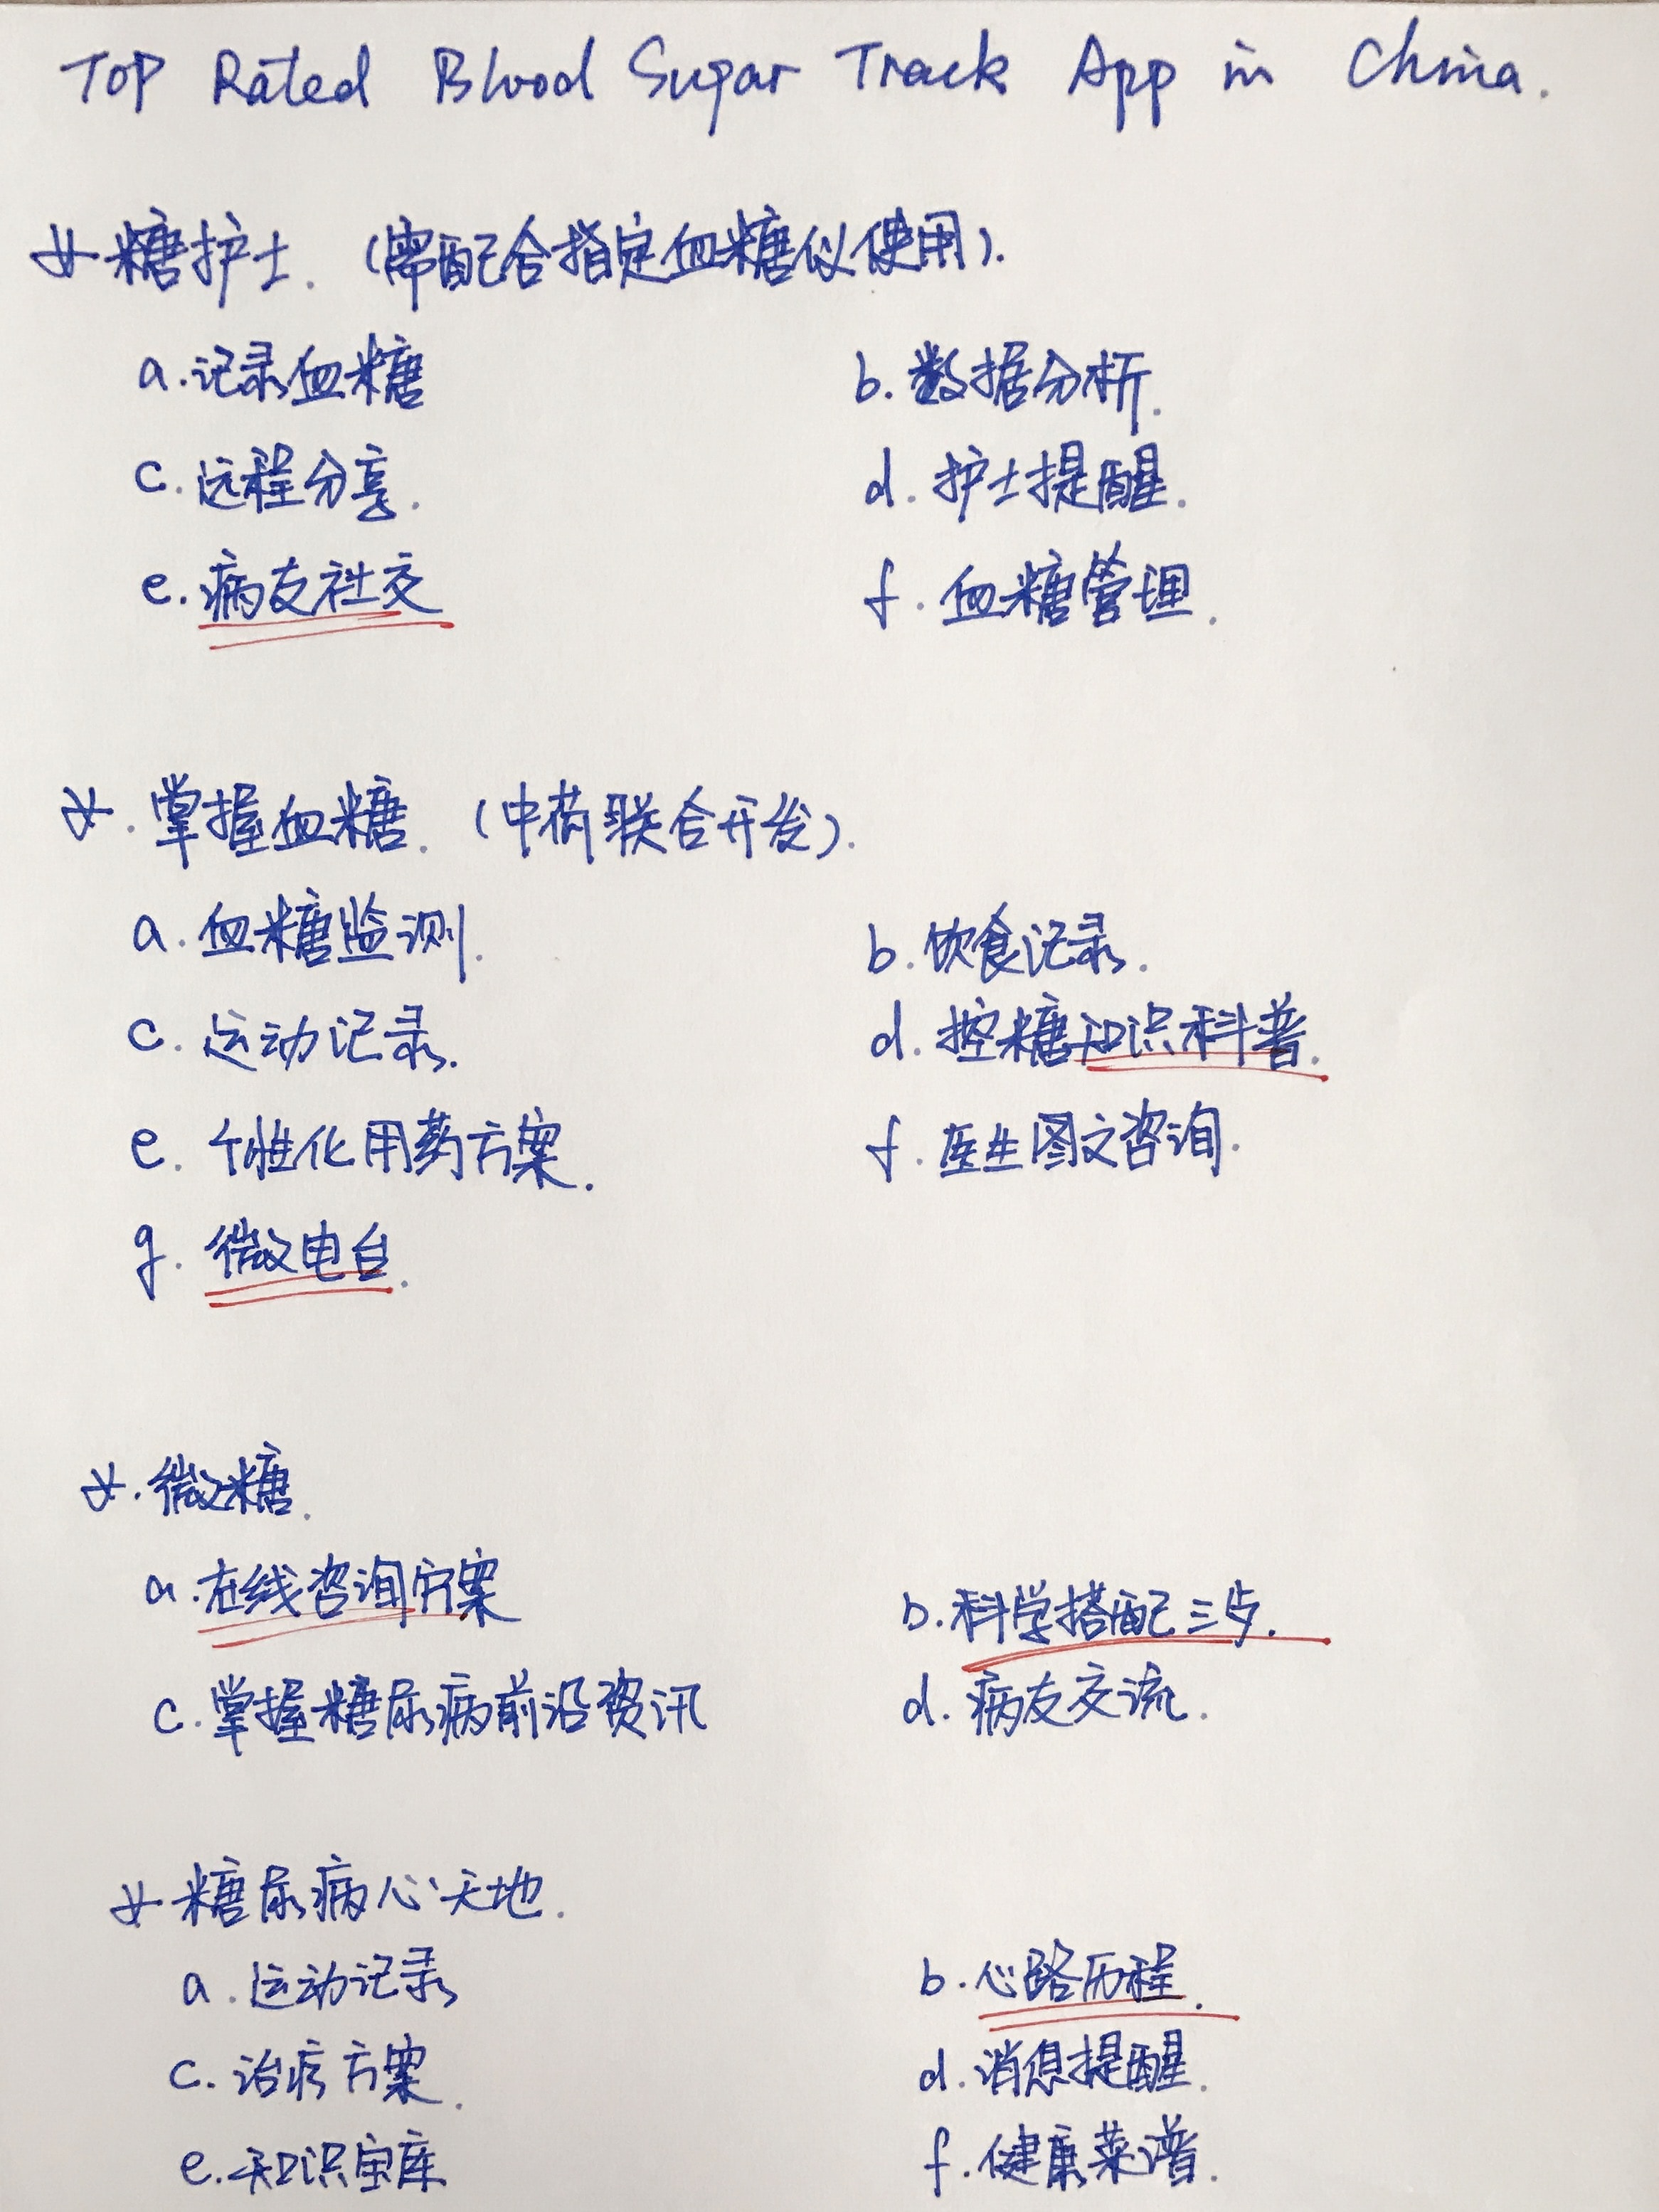 Top Rated Blood Sugar Track App in China.
☆ 糖护士. (需配合指定血糖仪使用).
a. 记录血糖 b. 数据分析.
c. 远程分享. d. 护士提醒.
e. 病友社交 f. 血糖管理.
☆. 掌握血糖. (中荷联合开发).
a. 血糖监测. b. 饮食记录.
c. 运动记录. d. 控糖知识科普.
e. 个性化用药方案. f. 医生图文咨询.
g. 微电台.
☆. 微糖.
a. 在线咨询方案 b. 科学搭配三步.
c. 掌握糖尿病前沿资讯 d. 病友交流.
☆ 糖尿病心天地.
a. 运动记录 b. 心路历程.
c. 治疗方案. d. 消息提醒.
e. 知识宝库 f. 健康菜谱.